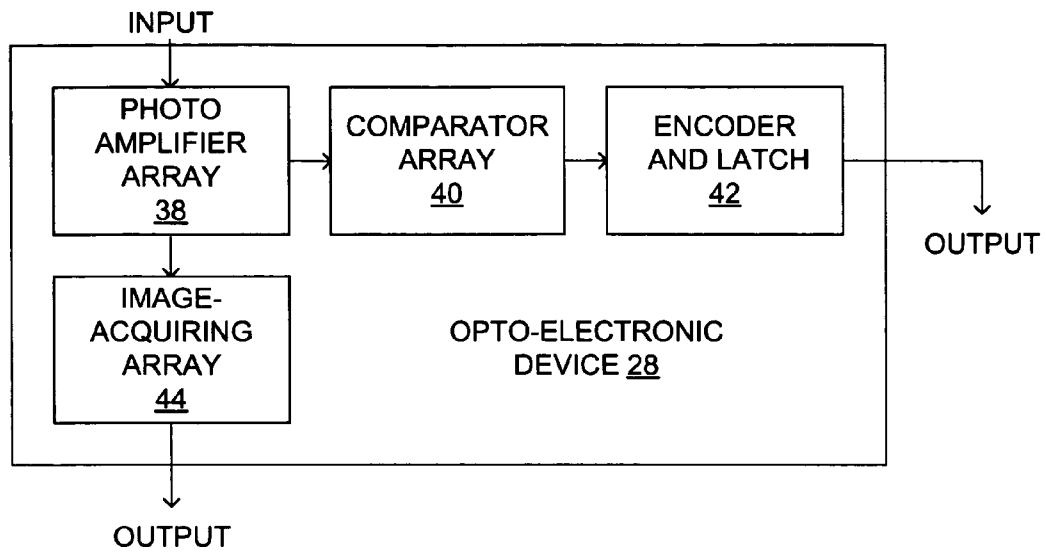 INPUT
PHOTO
AMPLIFIER
ARRAY
38
COMPARATOR
ARRAY
40
ENCODER
AND LATCH
42
OUTPUT
IMAGE-
ACQUIRING
ARRAY
44
OPTO-ELECTRONIC
DEVICE 28
OUTPUT